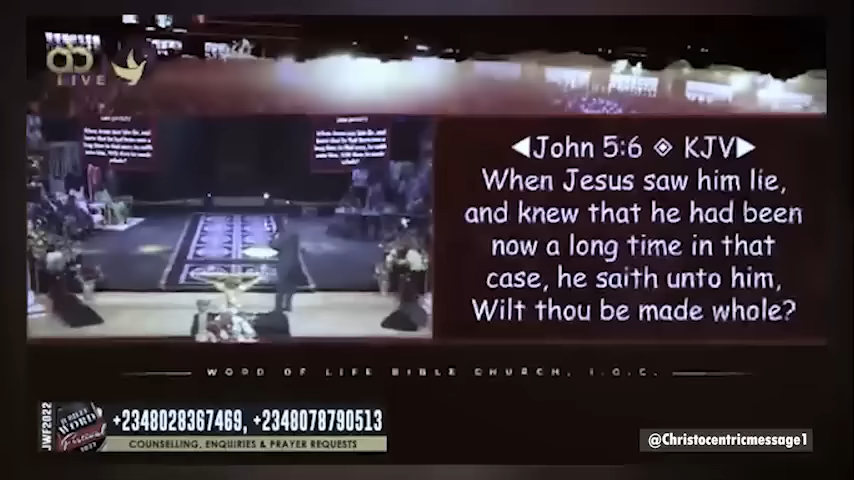 LIVE
◀John 5:6 ◈ KJV▶
When Jesus saw him lie,
and knew that he had been
now a long time in that
case, he saith unto him,
Wilt thou be made whole?
WORD OF LIFE BIBLE CHURCH, I.O.C.
JWF2022
WORD
Festival
+2348028367469, +2348078790513
COUNSELLING, ENQUIRIES & PRAYER REQUESTS
@Christocentricmessage1